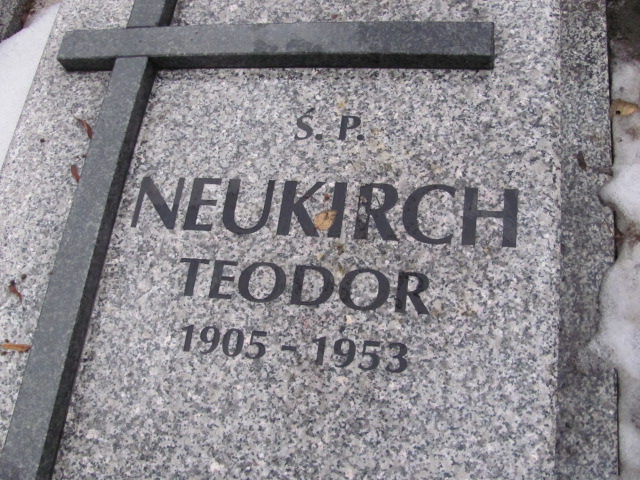 Ś. P.
NEUKIRCH
TEODOR
1905 - 1953